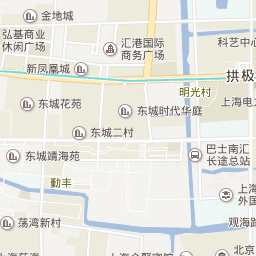 金地城
弘基商业
休闲广场
汇港国际
商务广场
科艺中心
新凤凰城
拱极
明光村
东城花苑
东城时代华庭
上海电
东城二村
东城靖海苑
巴士南汇
长途总站
勤丰
上海
外国
荡湾新村
观海路
北京